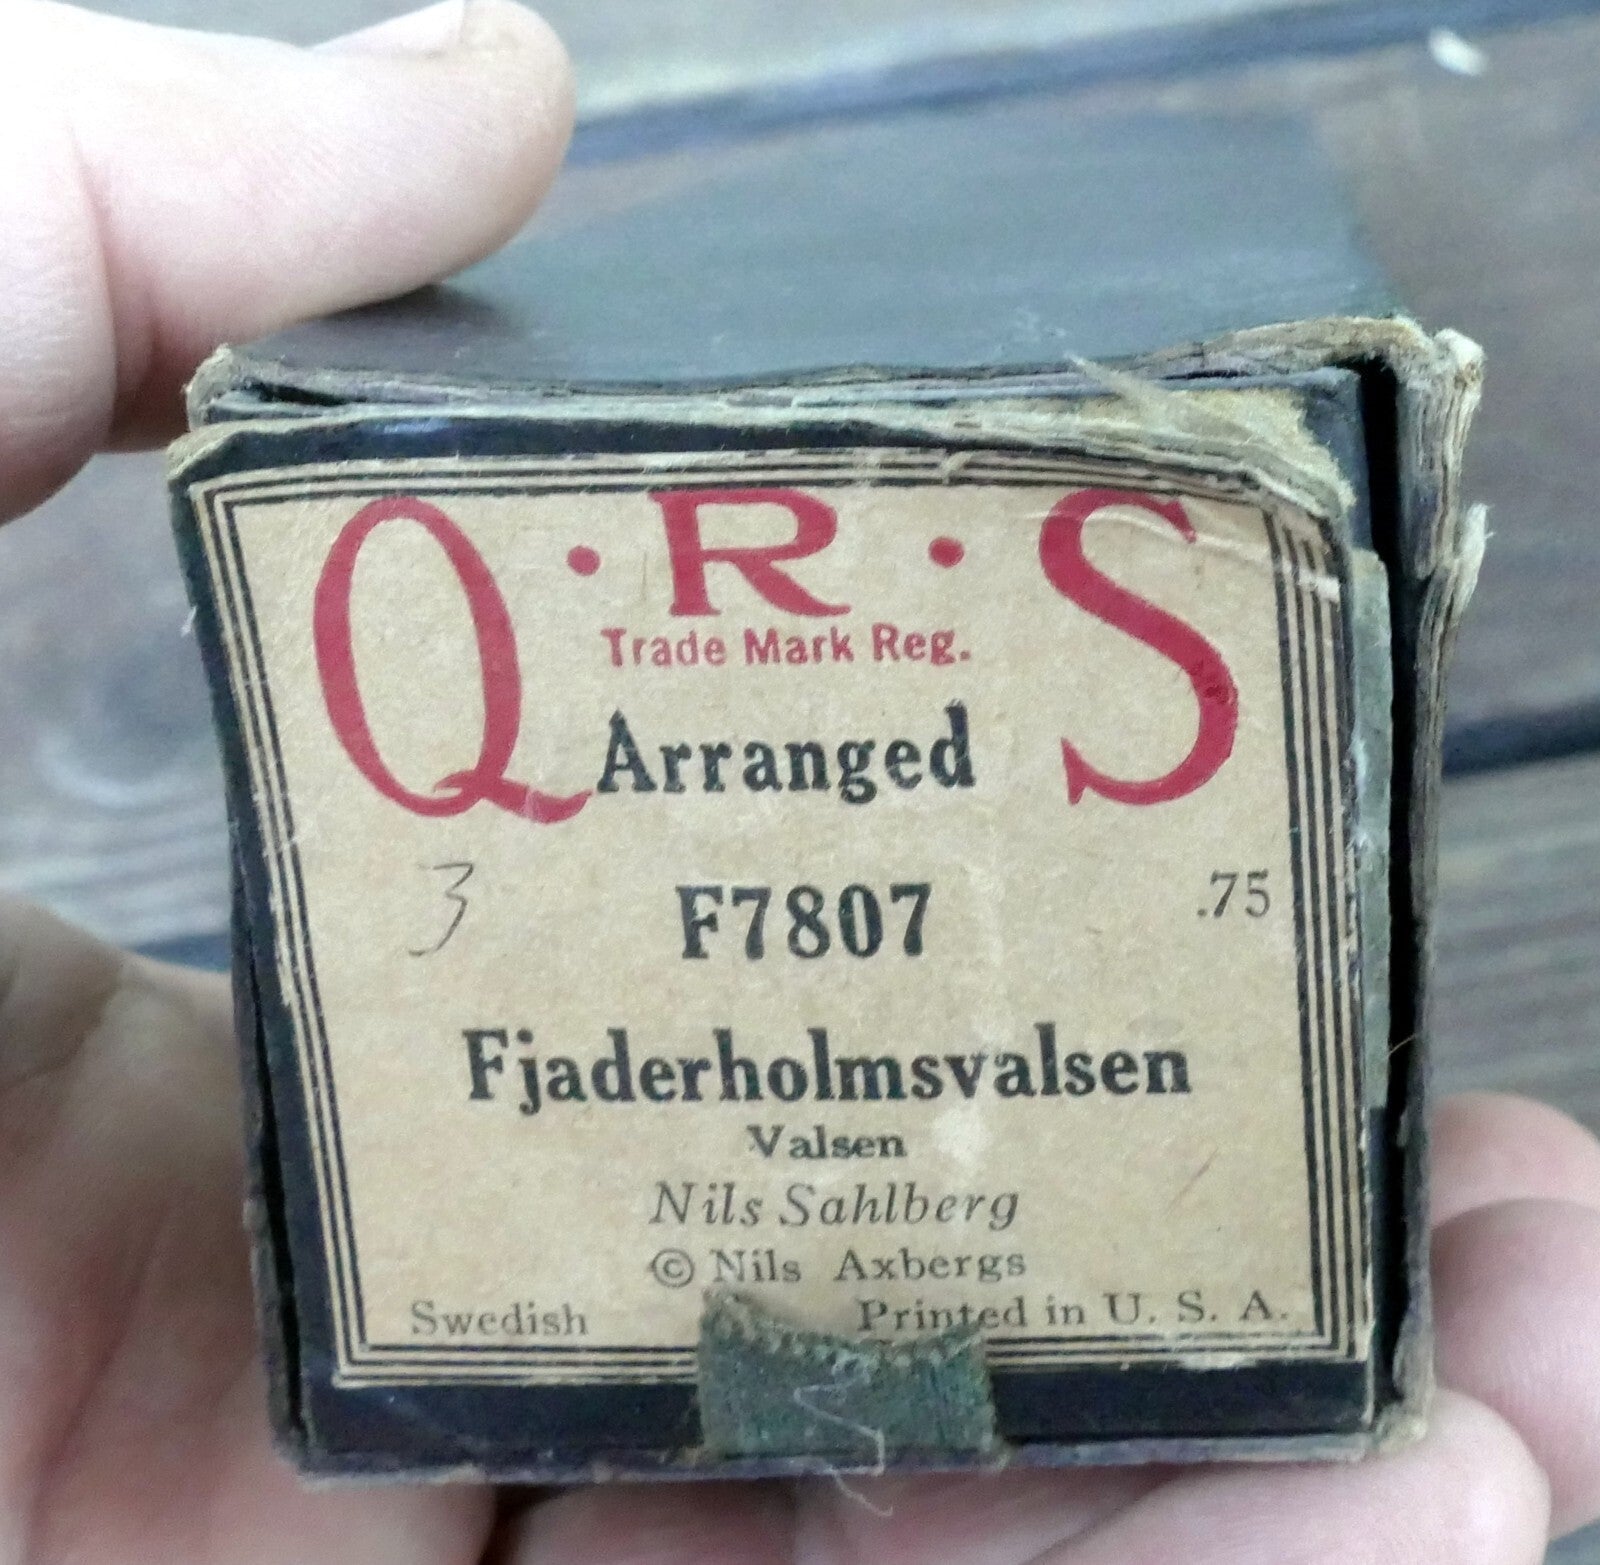 Q·R·S
Trade Mark Reg.
Arranged
3 F7807 .75
Fjaderholmsvalsen
Valsen
Nils Sahlberg
© Nils Axbergs
Swedish Printed in U. S. A.